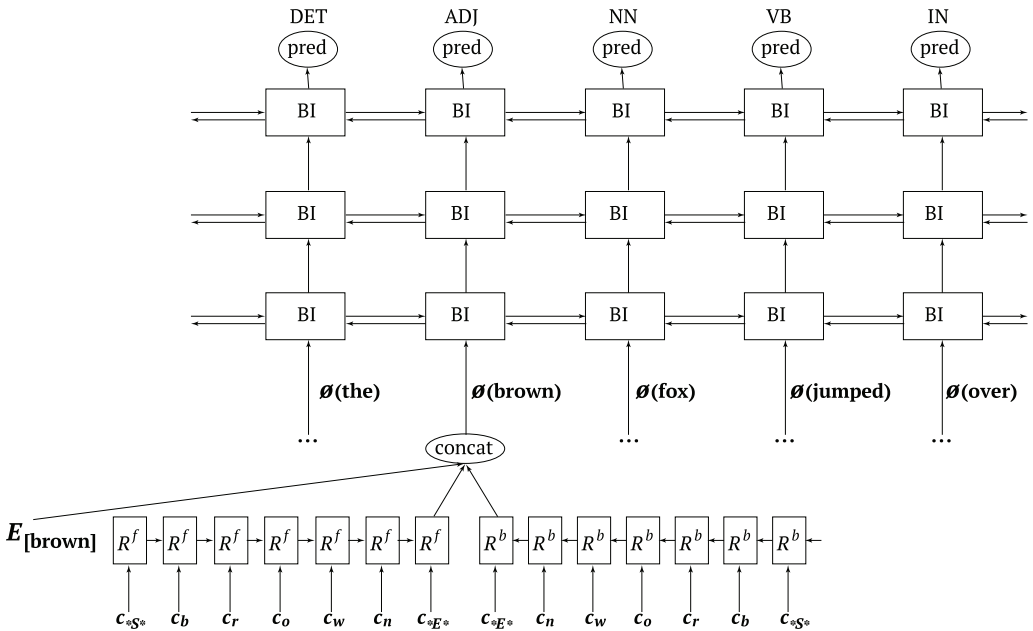 DET ADJ NN VB IN
pred pred pred pred pred
BI BI BI BI BI
BI BI BI BI BI
BI BI BI BI BI
ø(the) ø(brown) ø(fox) ø(jumped) ø(over)
... concat ... ... ...
E[brown] R^f R^f R^f R^f R^f R^f R^f R^b R^b R^b R^b R^b R^b R^b
c*S* c_b c_r c_o c_w c_n c*E* c*E* c_n c_w c_o c_r c_b c*S*